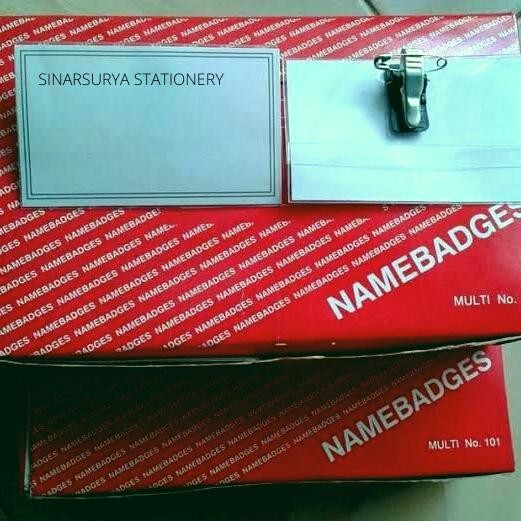 SINARSURYA STATIONERY
NAMEBADGES
MULTI No.
NAMEBADGES
MULTI No. 101